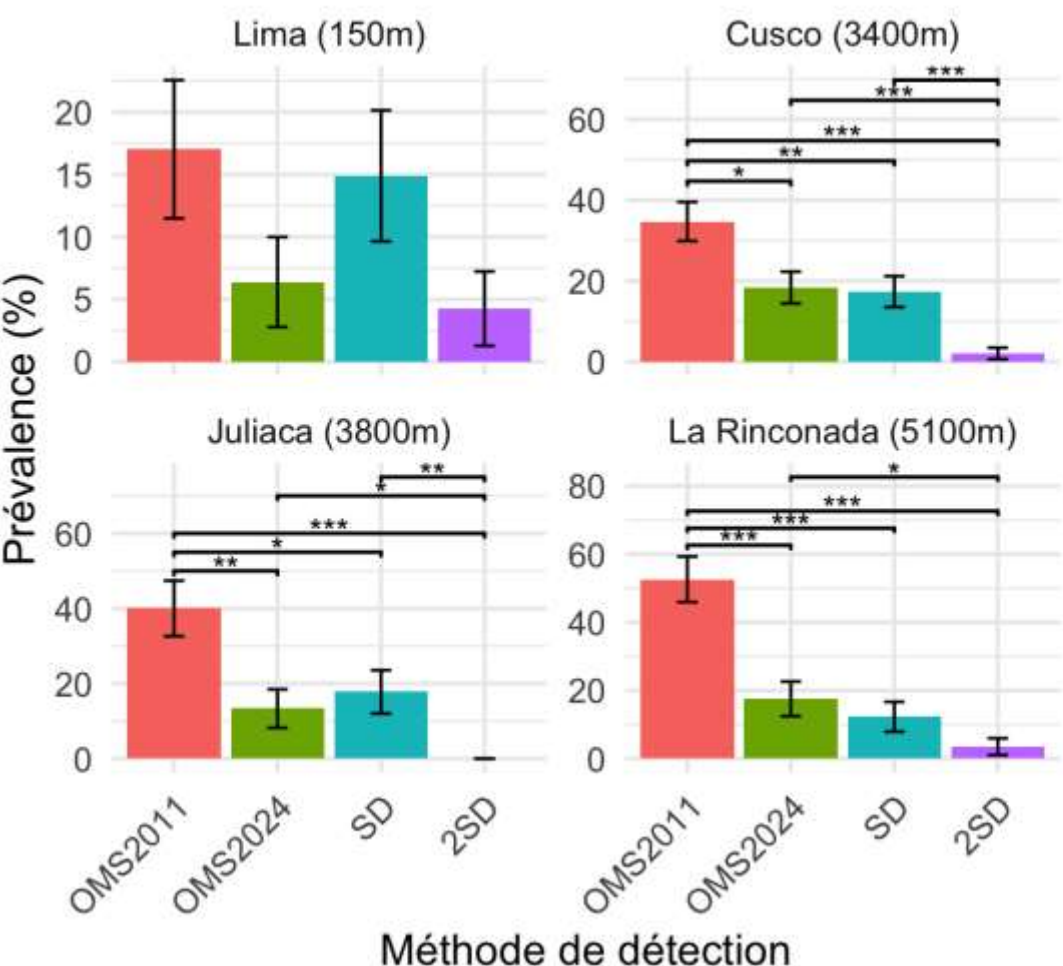 Lima (150m)
Cusco (3400m)
20
15
10
5
0
60
40
20
0
***
***
***
**
*
Prévalence (%)
Juliaca (3800m)
La Rinconada (5100m)
60
40
20
0
**
*
***
*
**
80
60
40
20
0
*
***
***
***
OMS2011
OMS2024
SD
2SD
OMS2011
OMS2024
SD
2SD
Méthode de détection